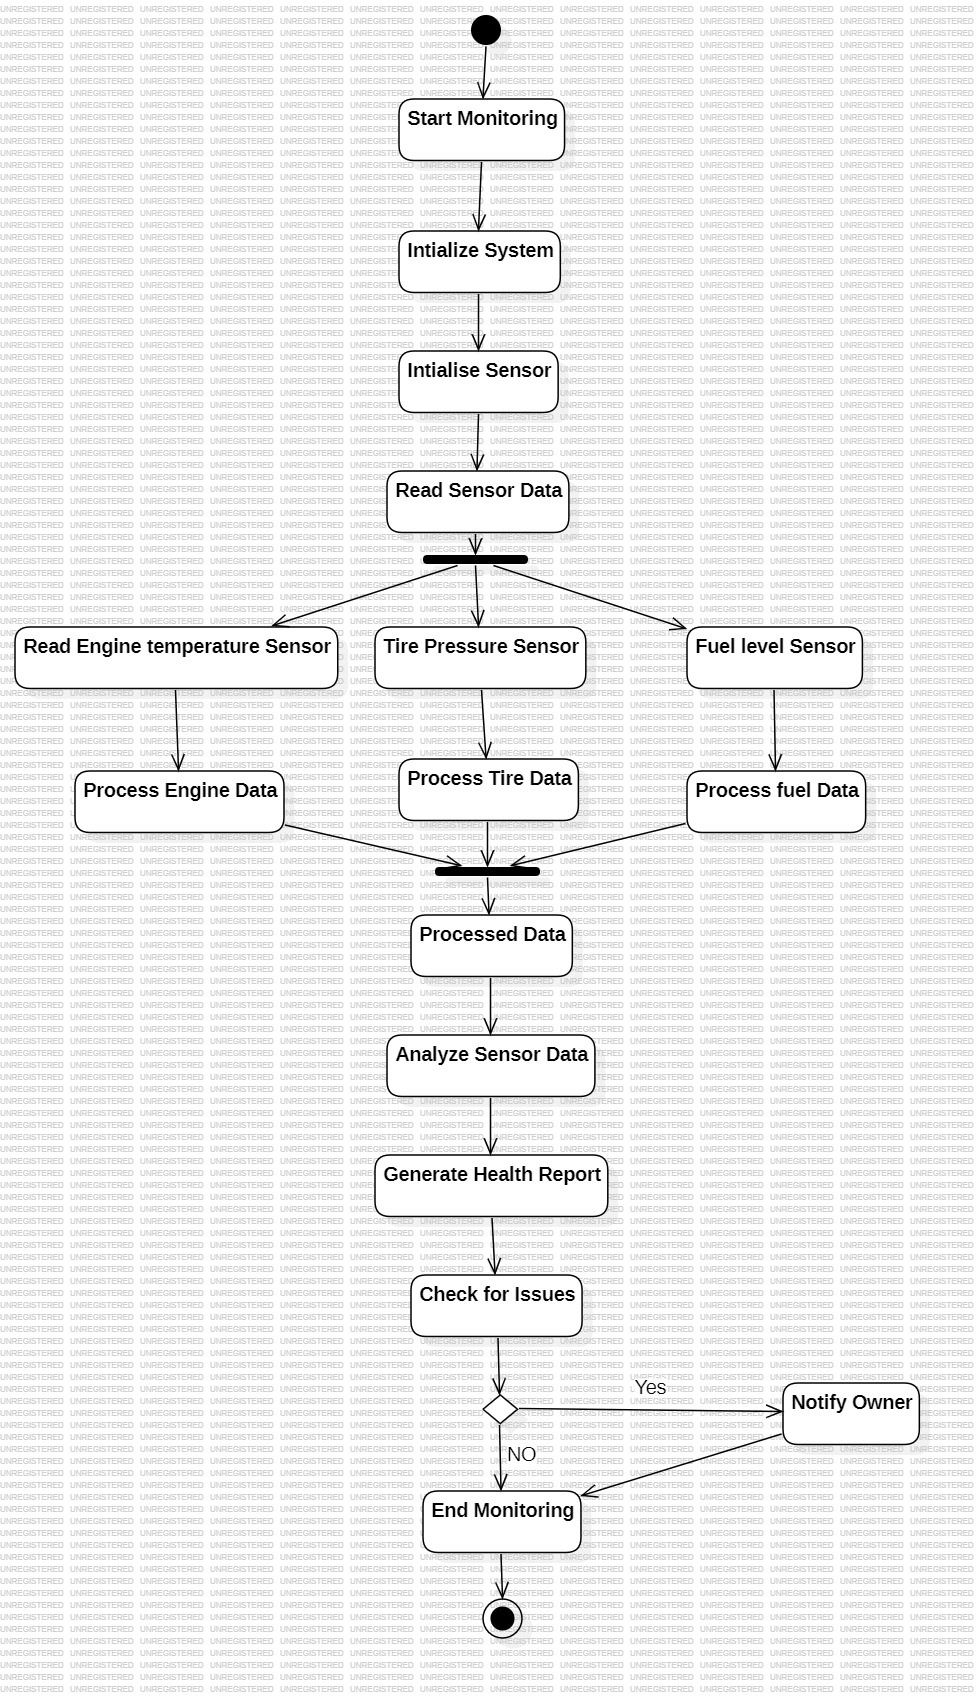 Start Monitoring
Intialize System
Intialise Sensor
Read Sensor Data
Read Engine temperature Sensor
Tire Pressure Sensor
Fuel level Sensor
Process Engine Data
Process Tire Data
Process fuel Data
Processed Data
Analyze Sensor Data
Generate Health Report
Check for Issues
Yes
Notify Owner
NO
End Monitoring
UNREGISTERED